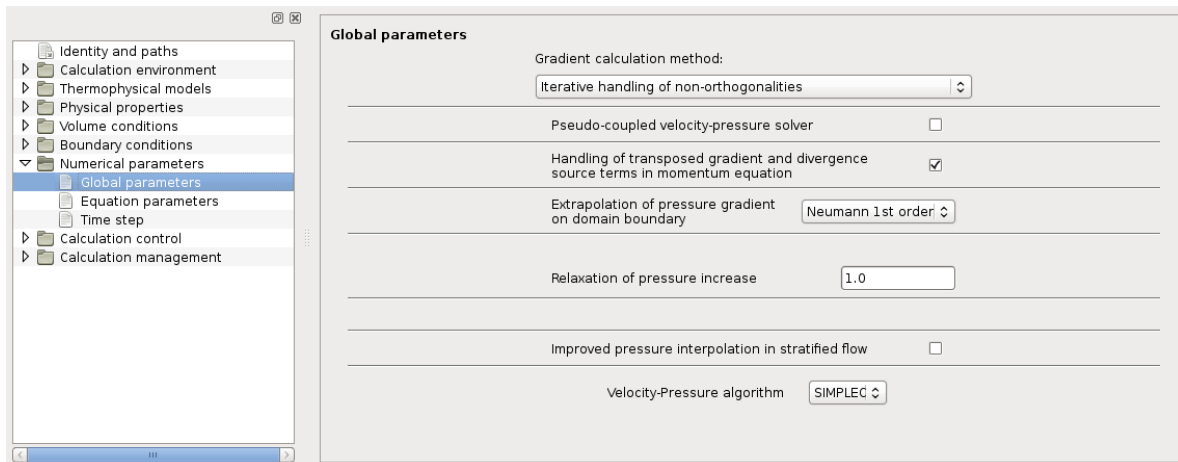 Identity and paths
Calculation environment
Thermophysical models
Physical properties
Volume conditions
Boundary conditions
Numerical parameters
Global parameters
Equation parameters
Time step
Calculation control
Calculation management
Global parameters
Gradient calculation method:
Iterative handling of non-orthogonalities
Pseudo-coupled velocity-pressure solver
Handling of transposed gradient and divergence
source terms in momentum equation
Extrapolation of pressure gradient
on domain boundary
Neumann 1st order
Relaxation of pressure increase
1.0
Improved pressure interpolation in stratified flow
Velocity-Pressure algorithm
SIMPLEC